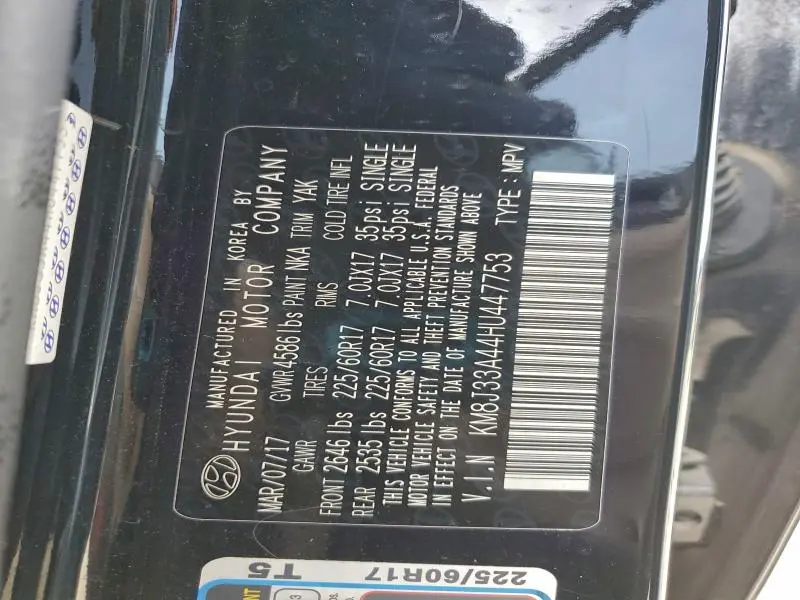 MANUFACTURED IN KOREA BY
HYUNDAI MOTOR COMPANY
MAR/07/17 GVWR4586lbs PAINT NKA TRIM YAK
GAWR TIRES RIMS COLD TIRE INFL
FRONT 2646 lbs 225/60R17 7.0JX17 35psi SINGLE
REAR 2535 lbs 225/60R17 7.0JX17 35psi SINGLE
THIS VEHICLE CONFORMS TO ALL APPLICABLE U.S.A. FEDERAL
MOTOR VEHICLE SAFETY AND THEFT PREVENTION STANDARDS
IN EFFECT ON THE DATE OF MANUFACTURE SHOWN ABOVE
V.I.N KM8J33A44HU447753 TYPE: MPV
T5
225/60R17